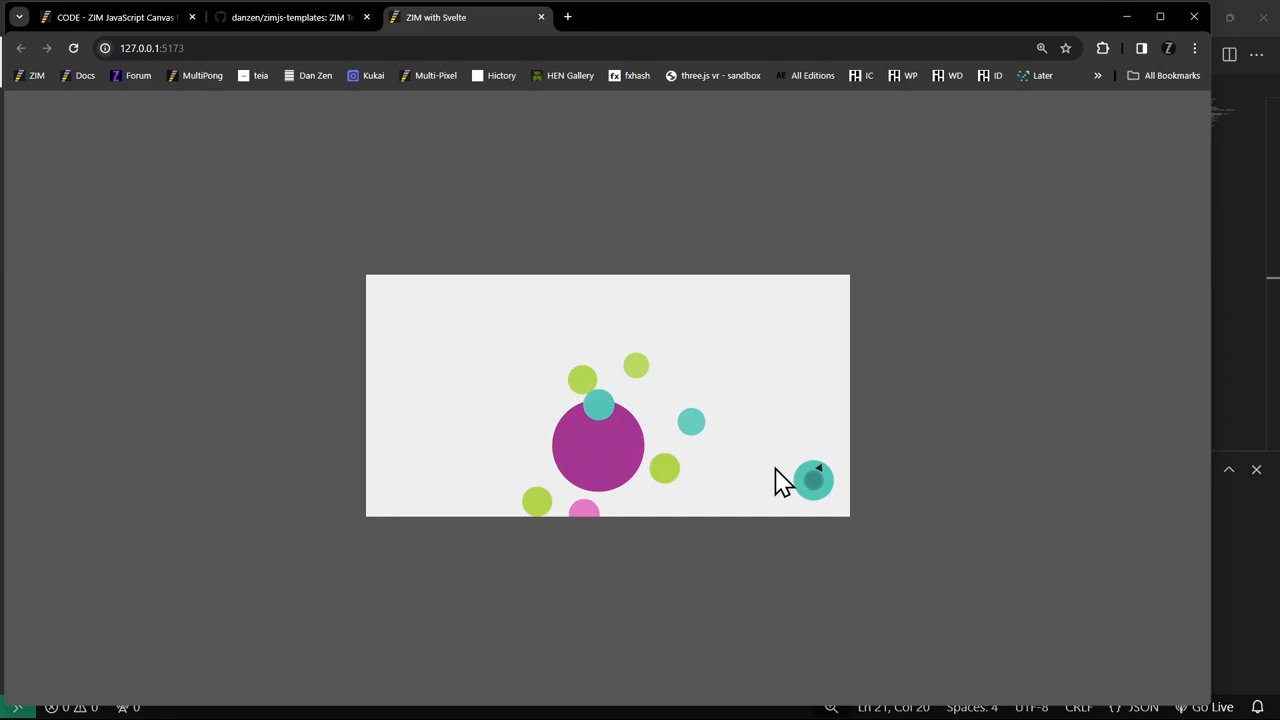 CODE - ZIM JavaScript Canvas
danzen/zimjs-templates: ZIM Te
ZIM with Svelte
127.0.0.1:5173
ZIM
Docs
Forum
MultiPong
teia
Dan Zen
Kukai
Multi-Pixel
Hictory
HEN Gallery
fx fxhash
three.js vr - sandbox
AE All Editions
IC
WP
WD
ID
Later
All Bookmarks
0 0 0 Ln 21, Col 20 Spaces: 4 UTF-8 CRLF {} JSON Go Live